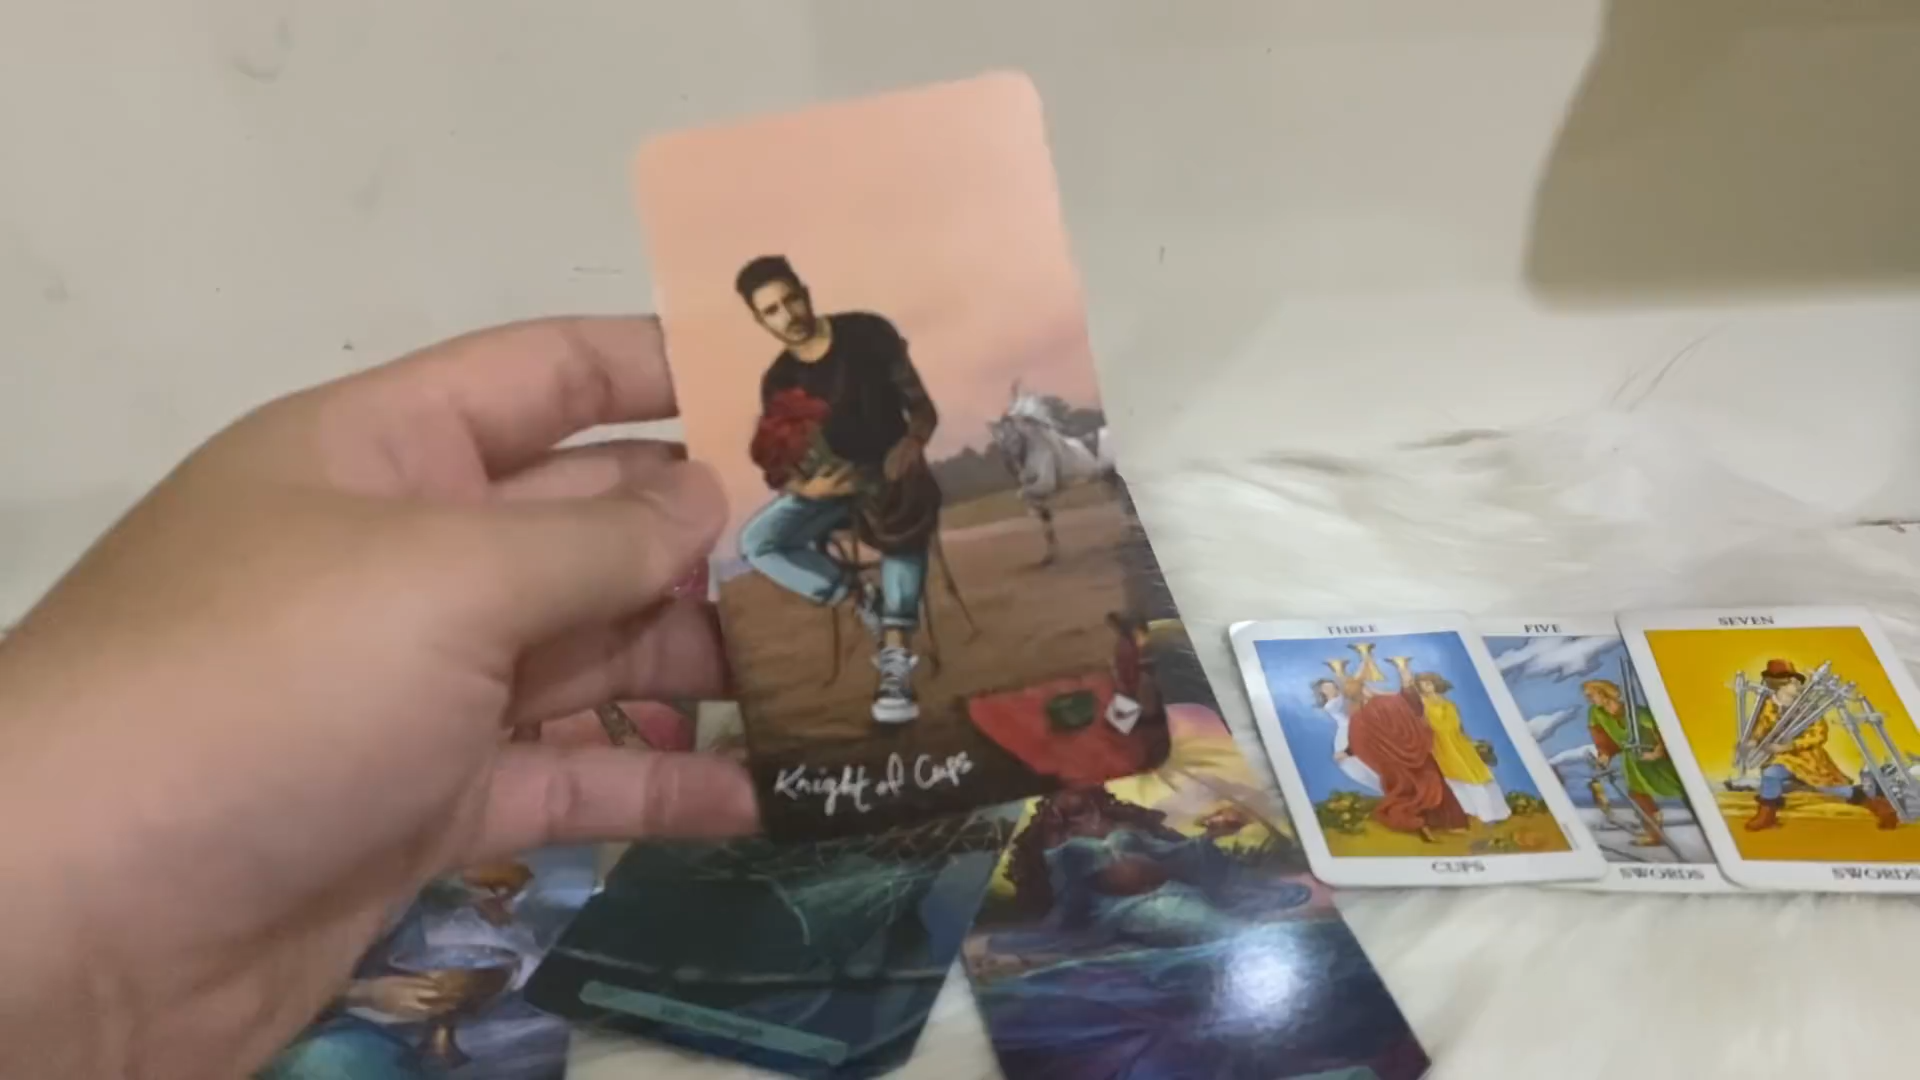 Knight of Cups
THREE
CUPS
FIVE
SWORDS
SEVEN
SWORDS